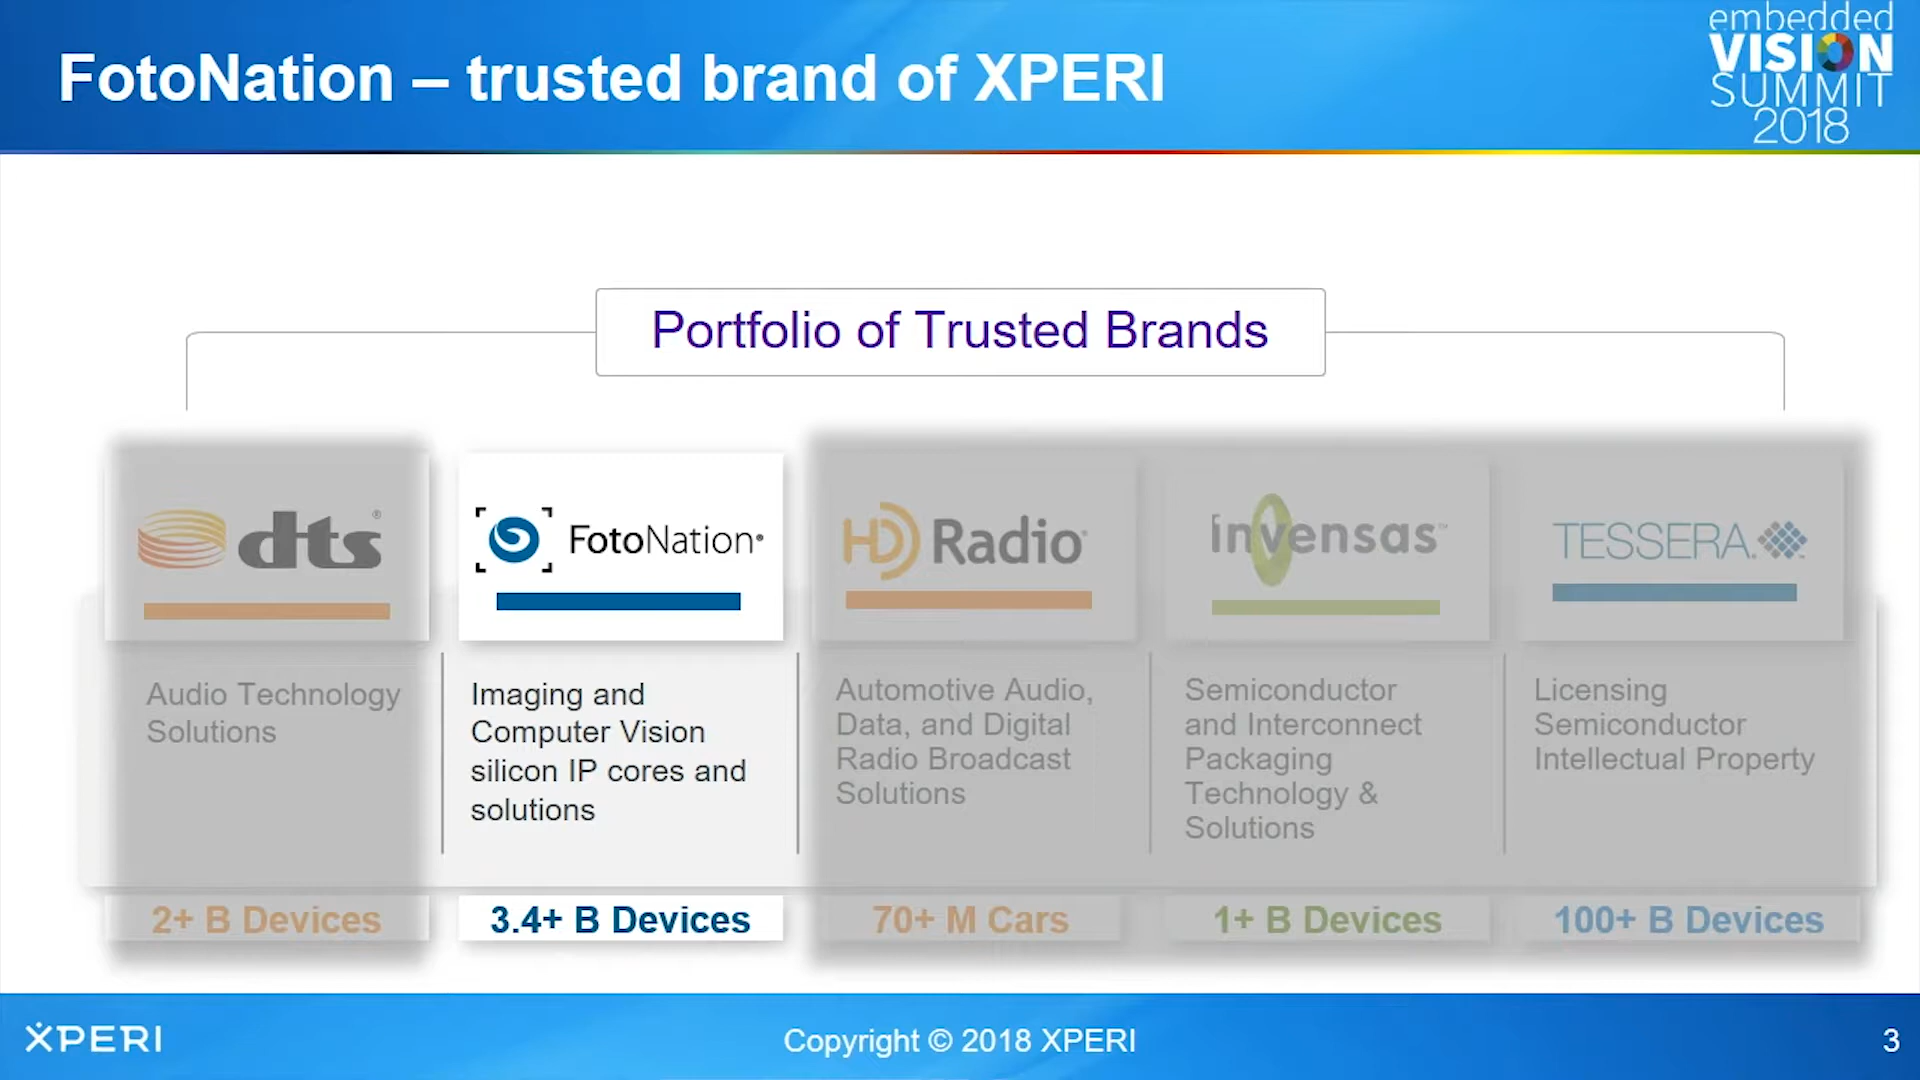 FotoNation – trusted brand of XPERI
embedded
VISION
SUMMIT
2018
Portfolio of Trusted Brands
dts®
FotoNation®
HD Radio®
invensas™
TESSERA.™
Audio Technology
Solutions
Imaging and
Computer Vision
silicon IP cores and
solutions
Automotive Audio,
Data, and Digital
Radio Broadcast
Solutions
Semiconductor
and Interconnect
Packaging
Technology &
Solutions
Licensing
Semiconductor
Intellectual Property
2+ B Devices
3.4+ B Devices
70+ M Cars
1+ B Devices
100+ B Devices
XPERI
Copyright © 2018 XPERI
3